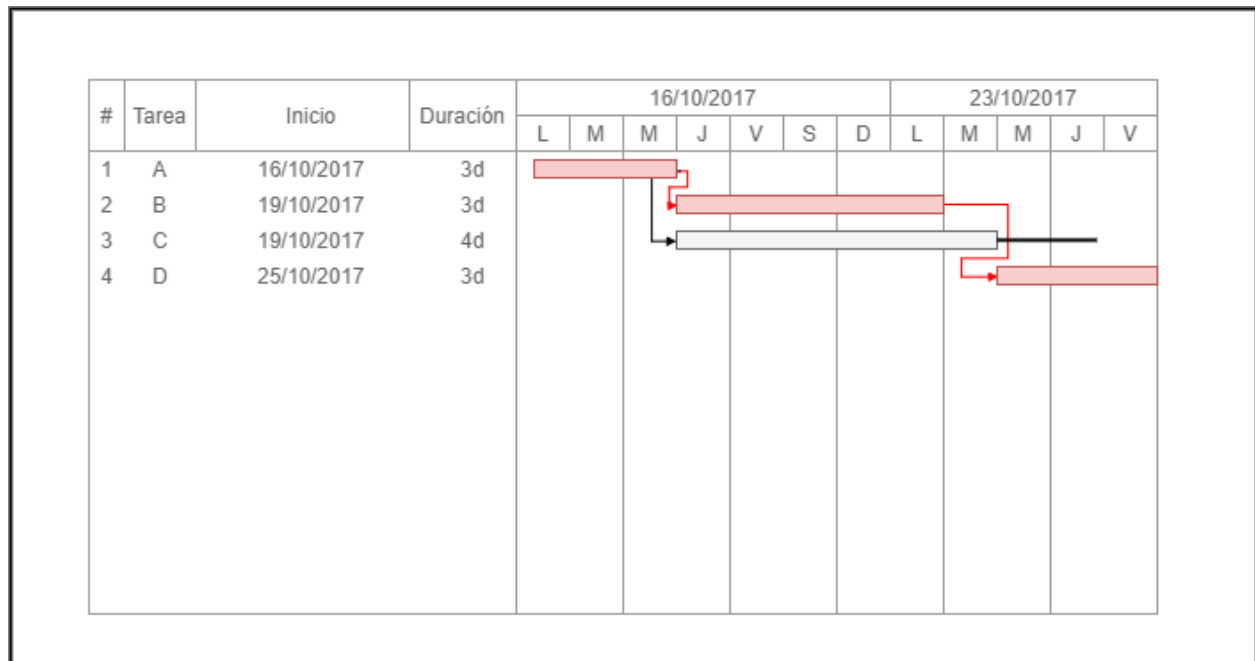 # Tarea Inicio Duración 16/10/2017 23/10/2017
L M M J V S D L M M J V
1 A 16/10/2017 3d
2 B 19/10/2017 3d
3 C 19/10/2017 4d
4 D 25/10/2017 3d